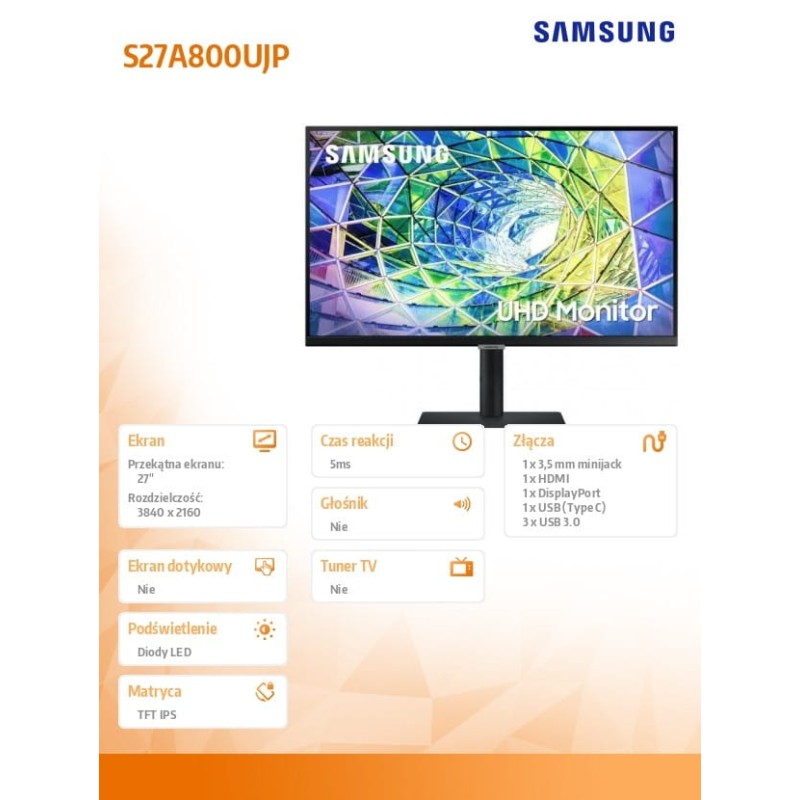 S27A800UJP
SAMSUNG
SAMSUNG
UHD Monitor
Ekran
Przekątna ekranu:
27"
Rozdzielczość:
3840 x 2160
Ekran dotykowy
Nie
Podświetlenie
Diody LED
Matryca
TFT IPS
Czas reakcji
5ms
Głośnik
Nie
Tuner TV
Nie
Złącza
1 x 3,5 mm minijack
1 x HDMI
1 x DisplayPort
1 x USB (Type C)
3 x USB 3.0